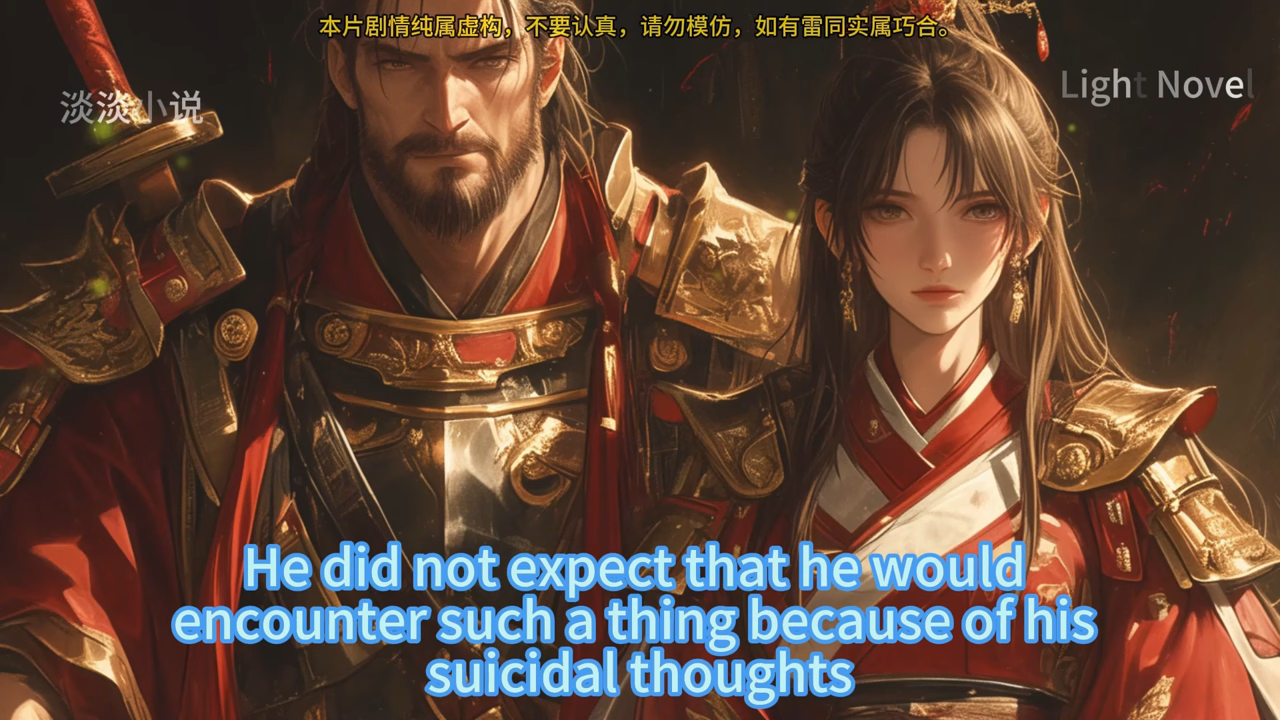 本片剧情纯属虚构，不要认真，请勿模仿，如有雷同实属巧合。
淡淡小说
Light Novel
He did not expect that he would
encounter such a thing because of his
suicidal thoughts